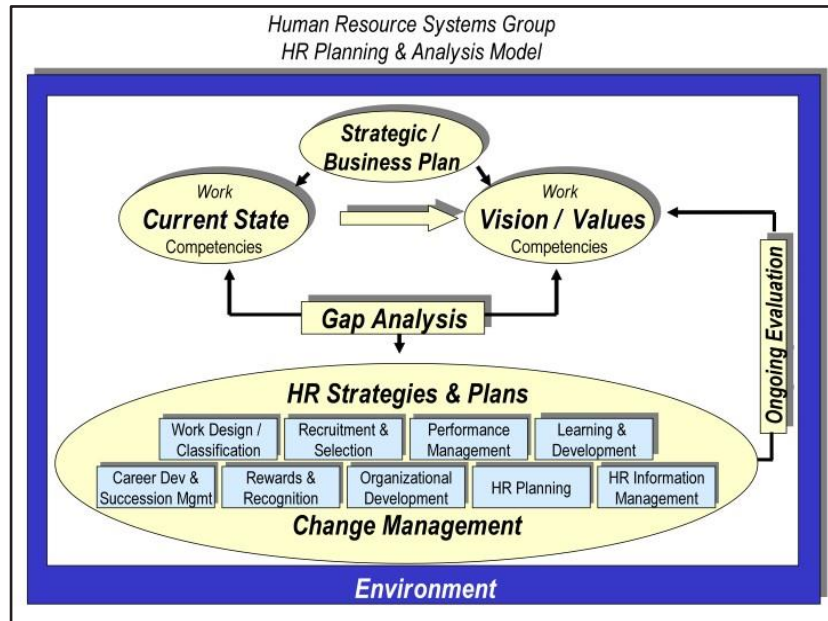 Human Resource Systems Group
HR Planning & Analysis Model
Strategic /
Business Plan
Work
Current State
Competencies
Work
Vision / Values
Competencies
Gap Analysis
Ongoing Evaluation
HR Strategies & Plans
Work Design /
Classification
Recruitment &
Selection
Performance
Management
Learning &
Development
Career Dev &
Succession Mgmt
Rewards &
Recognition
Organizational
Development
HR Planning
HR Information
Management
Change Management
Environment